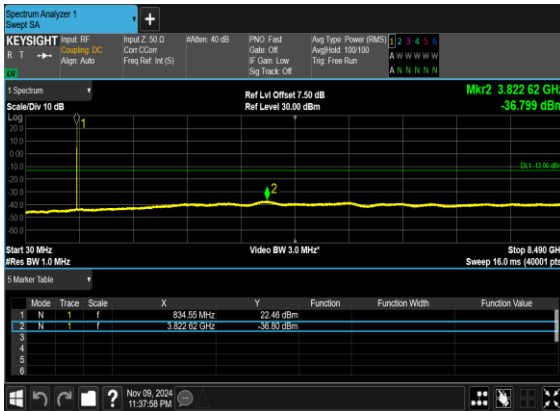 Spectrum Analyzer 1
Swept SA
+
KEYSIGHT Input: RF Input Z: 50 Ω #Atten: 40 dB PNO: Fast Avg Type: Power (RMS) 1 2 3 4 5 6
R T Coupling: DC Corr CCorr Gate: Off Avg|Hold: 100/100 A W W W W W
Align: Auto Freq Ref: Int (S) IF Gain: Low Trig: Free Run
LXI Sig Track: Off A N N N N N
1 Spectrum Ref Lvl Offset 7.50 dB Mkr2 3.822 62 GHz
Scale/Div 10 dB Ref Level 30.00 dBm -36.799 dBm
Log
20.0 1
10.0
0.00
-10.0 DL1 -13.00 dBm
-20.0
-30.0 2
-40.0
-50.0
-60.0
Start 30 MHz Video BW 3.0 MHz* Stop 8.490 GHz
#Res BW 1.0 MHz Sweep 16.0 ms (40001 pts)
5 Marker Table
Mode Trace Scale X Y Function Function Width Function Value
1 N 1 f 834.55 MHz 22.46 dBm
2 N 1 f 3.822 62 GHz -36.80 dBm
3
4
5
6
? Nov 09, 2024
11:37:58 PM